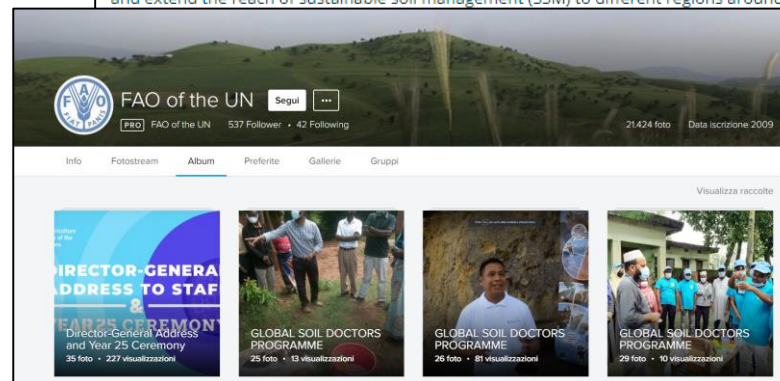 and extend the reach of sustainable soil management (SSM) to different regions around
FAO of the UN Segui ...
PRO FAO of the UN 537 Follower • 42 Following 21.424 foto Data iscrizione 2009
Info Fotostream Album Preferite Gallerie Gruppi
Visualizza raccolte
DIRECTOR-GENERAL
ADDRESS TO STAF
&
YEAR25 CEREMONY
Director-General Address
and Year 25 Ceremony
35 foto • 227 visualizzazioni
GLOBAL SOIL DOCTORS
PROGRAMME
25 foto • 13 visualizzazioni
GLOBAL SOIL DOCTORS
PROGRAMME
26 foto • 81 visualizzazioni
GLOBAL SOIL DOCTORS
PROGRAMME
29 foto • 10 visualizzazioni